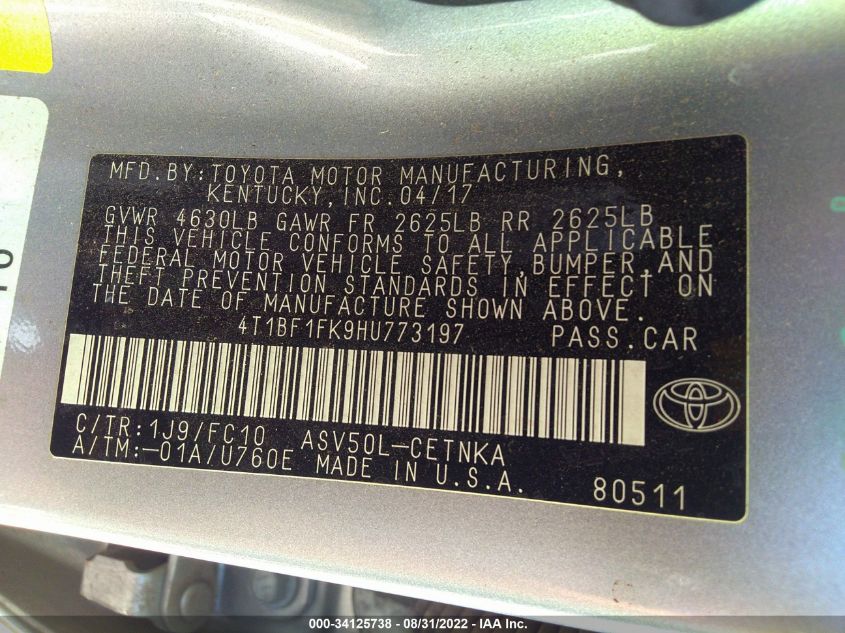 MFD.BY:TOYOTA MOTOR MANUFACTURING,
KENTUCKY,INC.04/17
GVWR 4630LB GAWR FR 2625LB RR 2625LB
THIS VEHICLE CONFORMS TO ALL APPLICABLE
FEDERAL MOTOR VEHICLE SAFETY,BUMPER,AND
THEFT PREVENTION STANDARDS IN EFFECT ON
THE DATE OF MANUFACTURE SHOWN ABOVE.
4T1BF1FK9HU773197 PASS.CAR
C/TR:1J9/FC10 ASV50L-CETNKA
A/TM:-01A/U760E MADE IN U.S.A. 80511
000-34125738 - 08/31/2022 - IAA Inc.